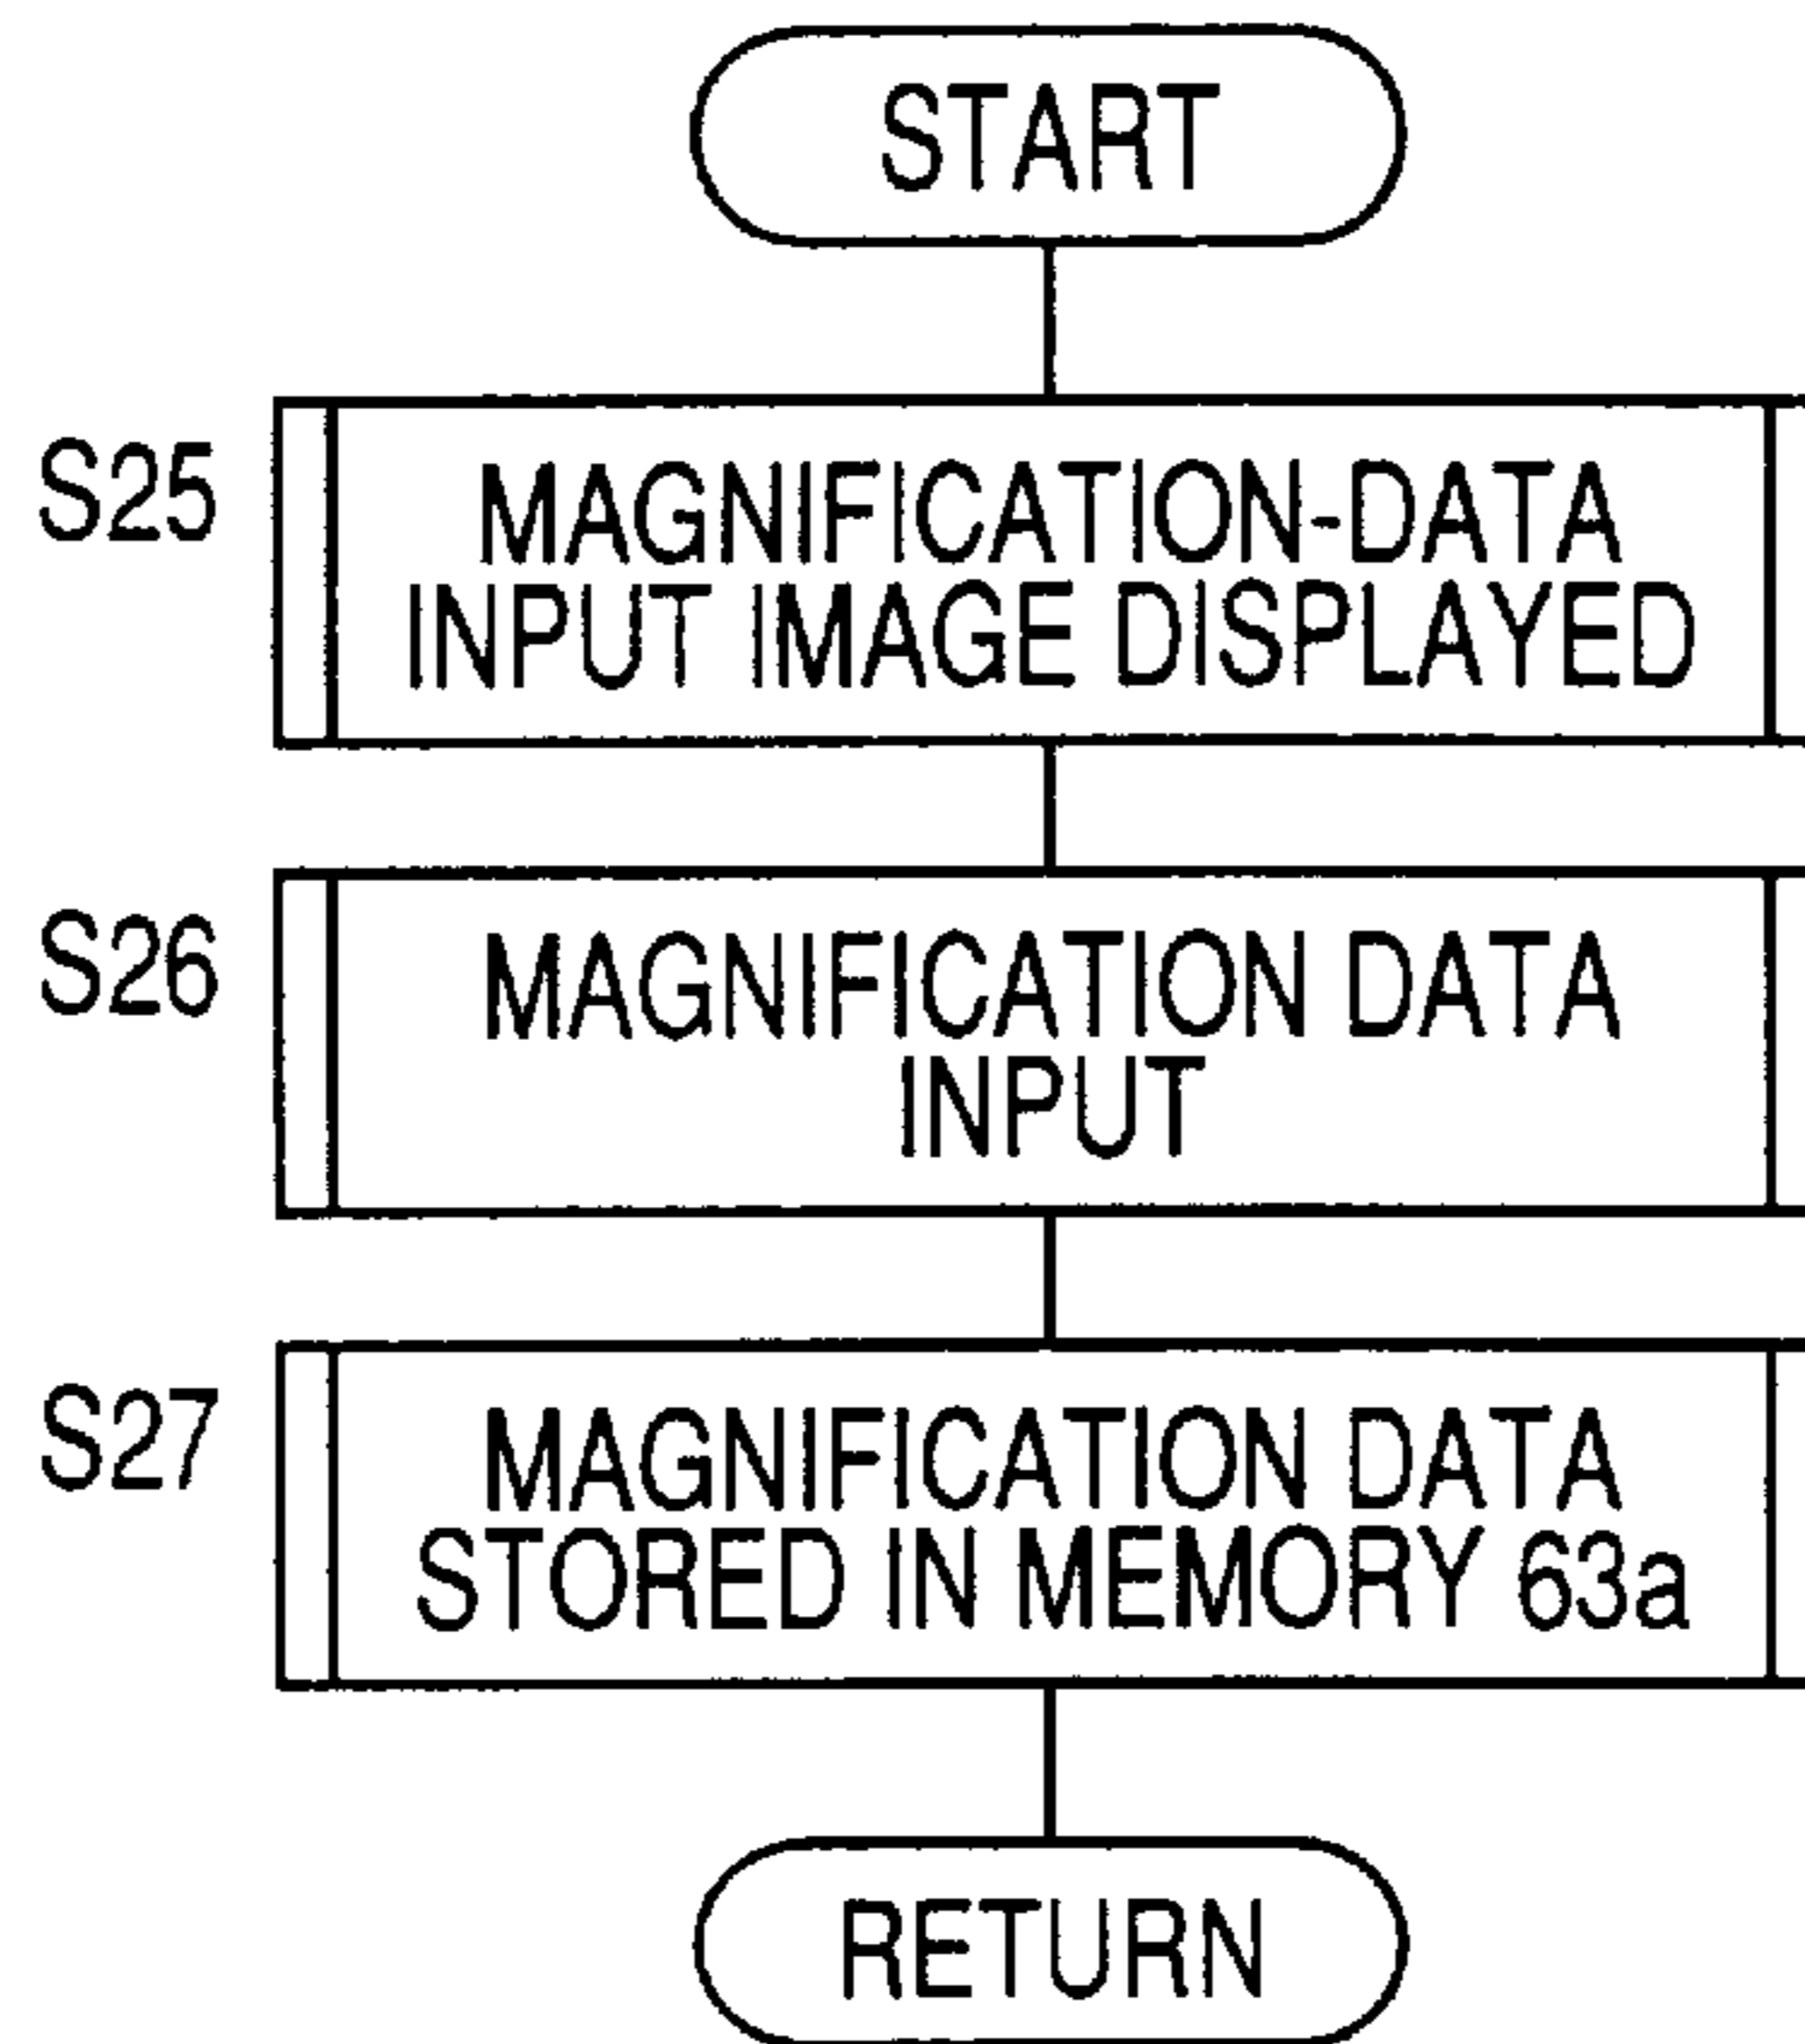 START
S25
MAGNIFICATION-DATA
INPUT IMAGE DISPLAYED
S26
MAGNIFICATION DATA
INPUT
S27
MAGNIFICATION DATA
STORED IN MEMORY 63a
RETURN